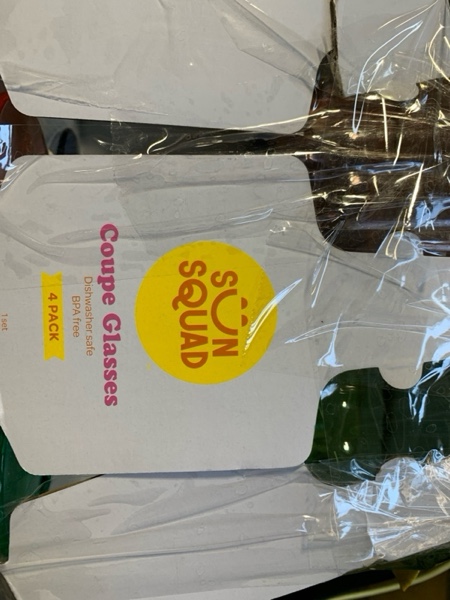 SUN
SQUAD
Coupe Glasses
Dishwasher safe
BPA free
4 PACK
1 set